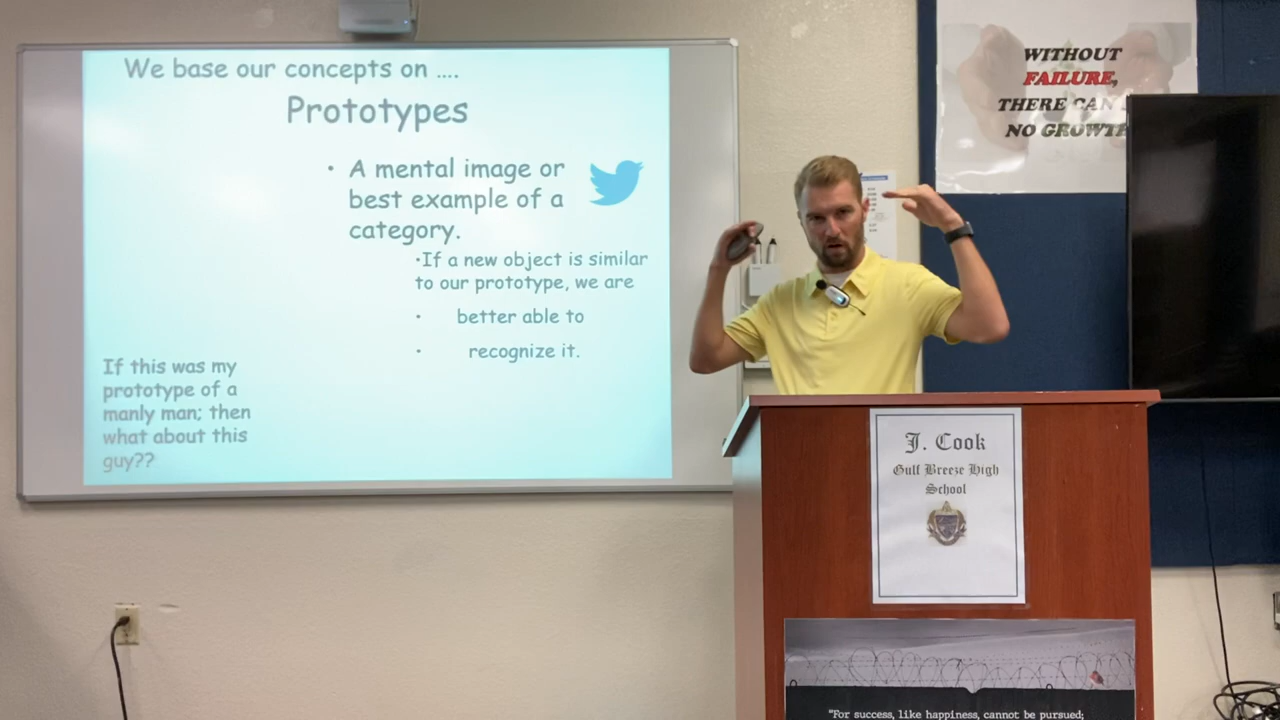 We base our concepts on ....
Prototypes
• A mental image or
best example of a
category.
•If a new object is similar
to our prototype, we are
• better able to
• recognize it.
If this was my
prototype of a
manly man; then
what about this
guy??
WITHOUT
FAILURE,
THERE CAN
NO GROWTH
J. Cook
Gulf Breeze High
School
"For success, like happiness, cannot be pursued;